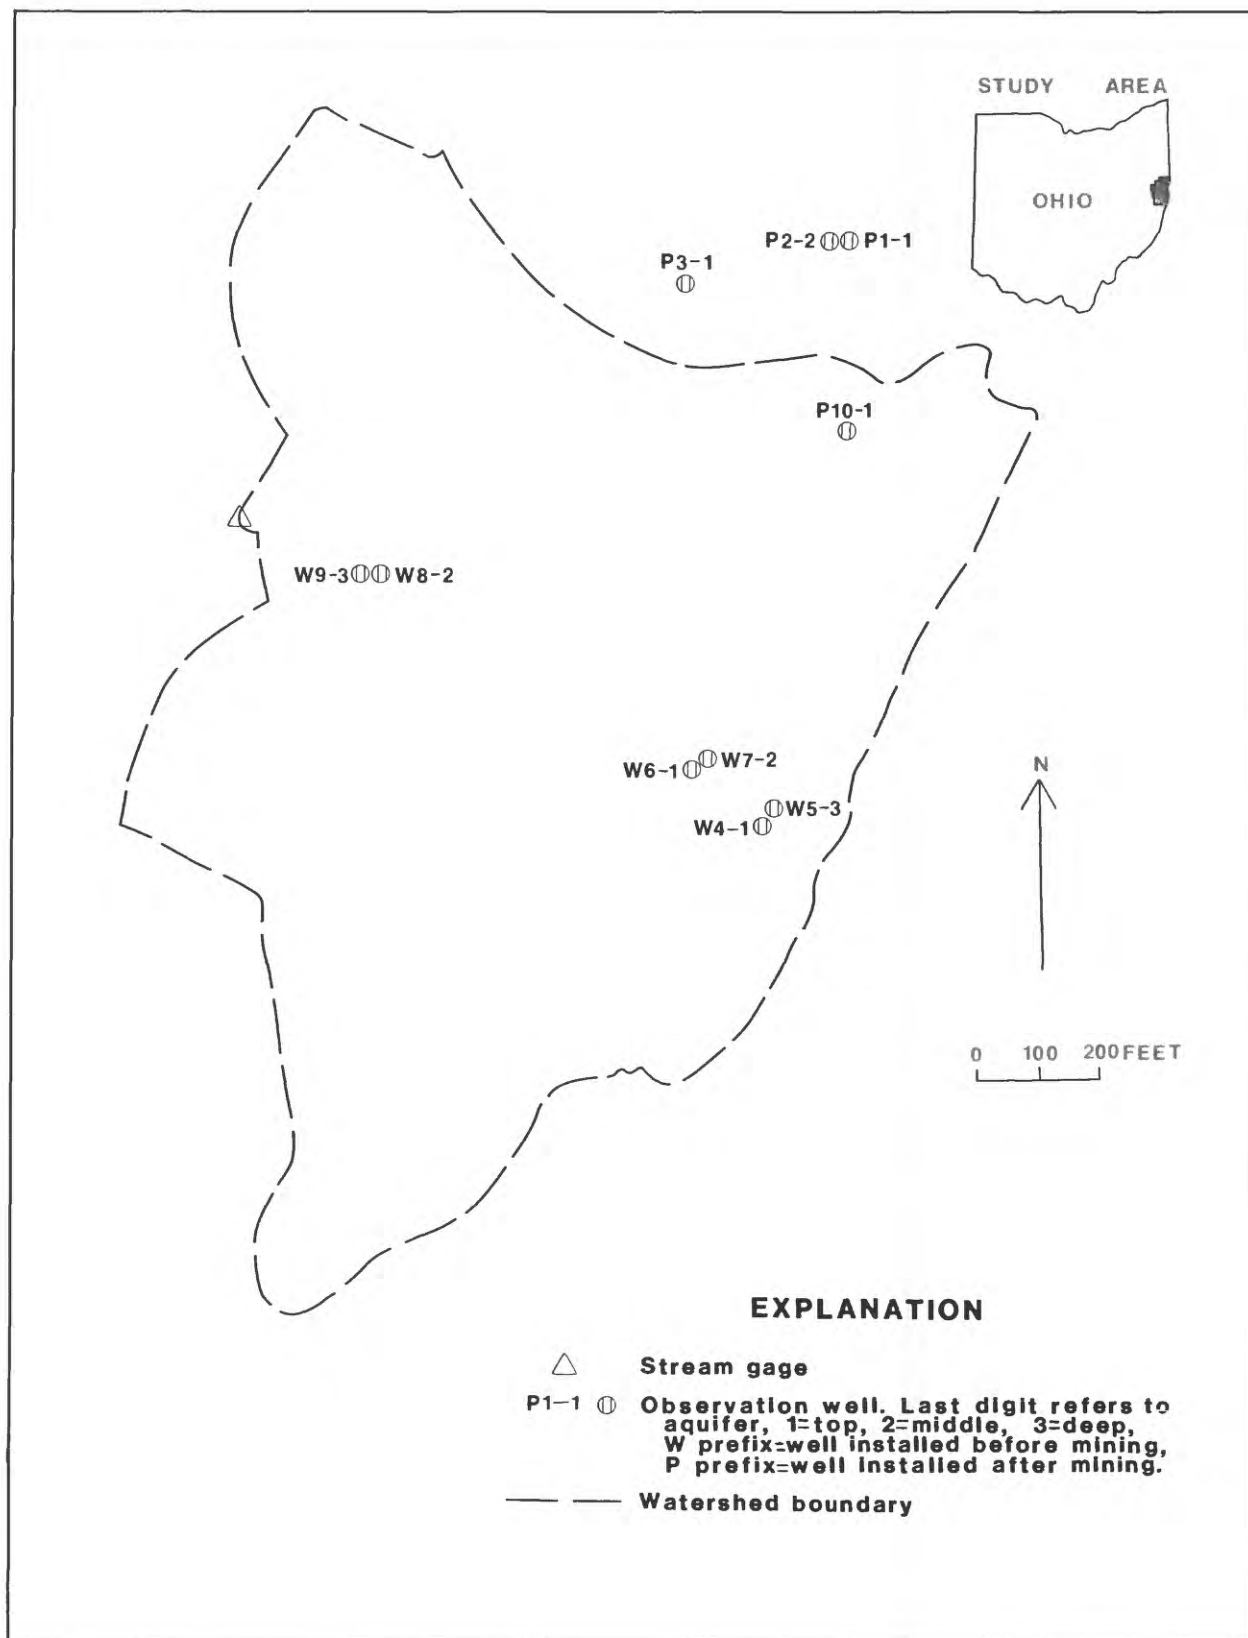 STUDY AREA
OHIO
P2-2 P1-1
P3-1
P10-1
W9-3 W8-2
W7-2
W6-1
W5-3
W4-1
N
0 100 200 FEET
EXPLANATION
Stream gage
P1-1 Observation well. Last digit refers to
aquifer, 1=top, 2=middle, 3=deep,
W prefix=well installed before mining,
P prefix=well installed after mining.
Watershed boundary